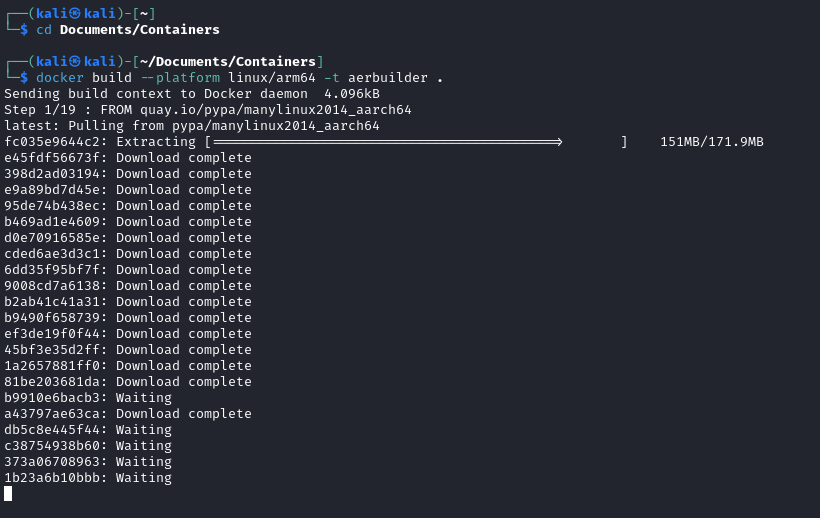 ┌──(kali㉿kali)-[~]
└─$ cd Documents/Containers
┌──(kali㉿kali)-[~/Documents/Containers]
└─$ docker build --platform linux/arm64 -t aerbuilder .
Sending build context to Docker daemon  4.096kB
Step 1/19 : FROM quay.io/pypa/manylinux2014_aarch64
latest: Pulling from pypa/manylinux2014_aarch64
fc035e9644c2: Extracting [===========================================>       ]    151MB/171.9MB
e45fdf56673f: Download complete
398d2ad03194: Download complete
e9a89bd7d45e: Download complete
95de74b438ec: Download complete
b469ad1e4609: Download complete
d0e70916585e: Download complete
cded6ae3d3c1: Download complete
6dd35f95bf7f: Download complete
9008cd7a6138: Download complete
b2ab41c41a31: Download complete
b9490f658739: Download complete
ef3de19f0f44: Download complete
45bf3e35d2ff: Download complete
1a2657881ff0: Download complete
81be203681da: Download complete
b9910e6bacb3: Waiting
a43797ae63ca: Download complete
db5c8e445f44: Waiting
c38754938b60: Waiting
373a06708963: Waiting
1b23a6b10bbb: Waiting